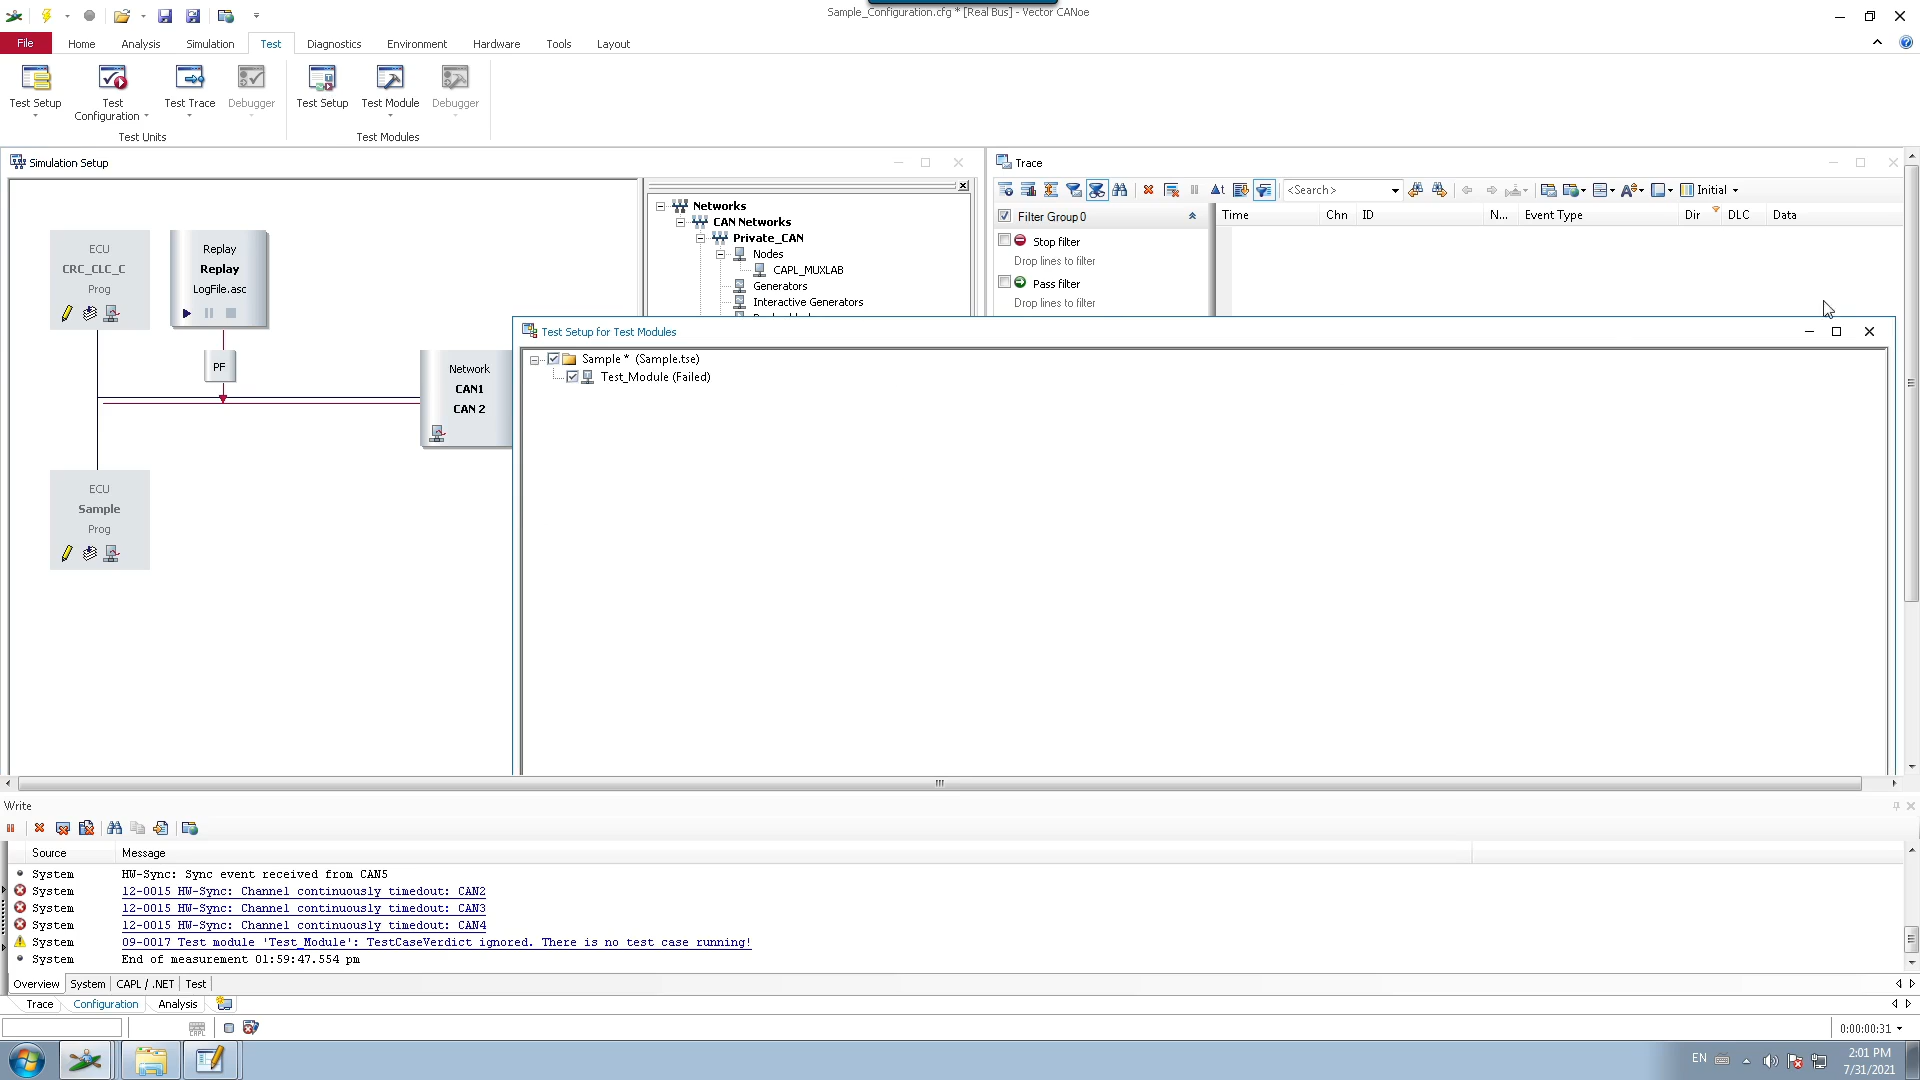 Sample_Configuration.cfg * [Real Bus] - Vector CANoe
File Home Analysis Simulation Test Diagnostics Environment Hardware Tools Layout
Test Setup
Test Configuration
Test Trace
Debugger
Test Units
Test Setup
Test Module
Debugger
Test Modules
Simulation Setup
ECU
CRC_CLC_C
Prog
Replay
Replay
LogFile.asc
PF
Network
CAN1
CAN 2
ECU
Sample
Prog
Networks
CAN Networks
Private_CAN
Nodes
CAPL_MUXLAB
Generators
Interactive Generators
Trace
<Search>
Initial
Filter Group 0
Stop filter
Drop lines to filter
Pass filter
Drop lines to filter
Time Chn ID N... Event Type Dir DLC Data
Test Setup for Test Modules
Sample * (Sample.tse)
Test_Module (Failed)
Write
Source Message
System HW-Sync: Sync event received from CAN5
System 12-0015 HW-Sync: Channel continuously timedout: CAN2
System 12-0015 HW-Sync: Channel continuously timedout: CAN3
System 12-0015 HW-Sync: Channel continuously timedout: CAN4
System 09-0017 Test module 'Test_Module': TestCaseVerdict ignored. There is no test case running!
System End of measurement 01:59:47.554 pm
Overview System CAPL / .NET Test
Trace Configuration Analysis
0:00:00:31
EN
2:01 PM
7/31/2021